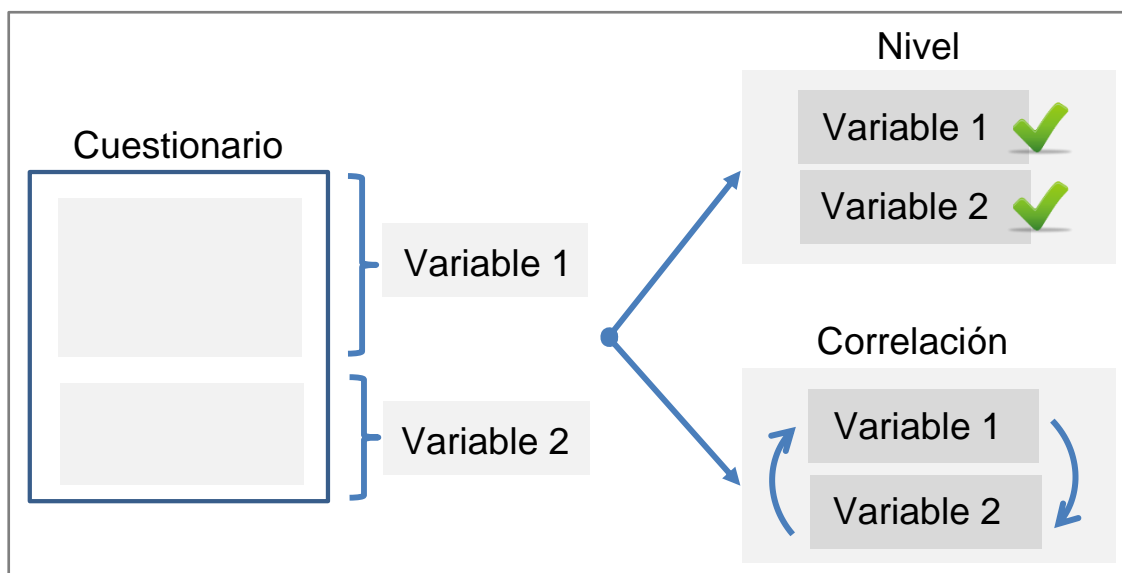 Cuestionario
Variable 1
Variable 2
Nivel
Variable 1
Variable 2
Correlación
Variable 1
Variable 2